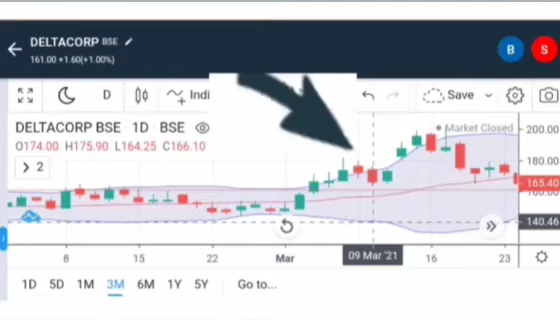 DELTACORP BSE
161.00 +1.60(+1.00%)
B S
D Indi Save
DELTACORP BSE · 1D · BSE
Market Closed
O174.00 H175.90 L164.25 C166.10
2
200.00
180.00
165.40
160.00
140.46
8 15 22 Mar 09 Mar '21 16 23
1D 5D 1M 3M 6M 1Y 5Y Go to...